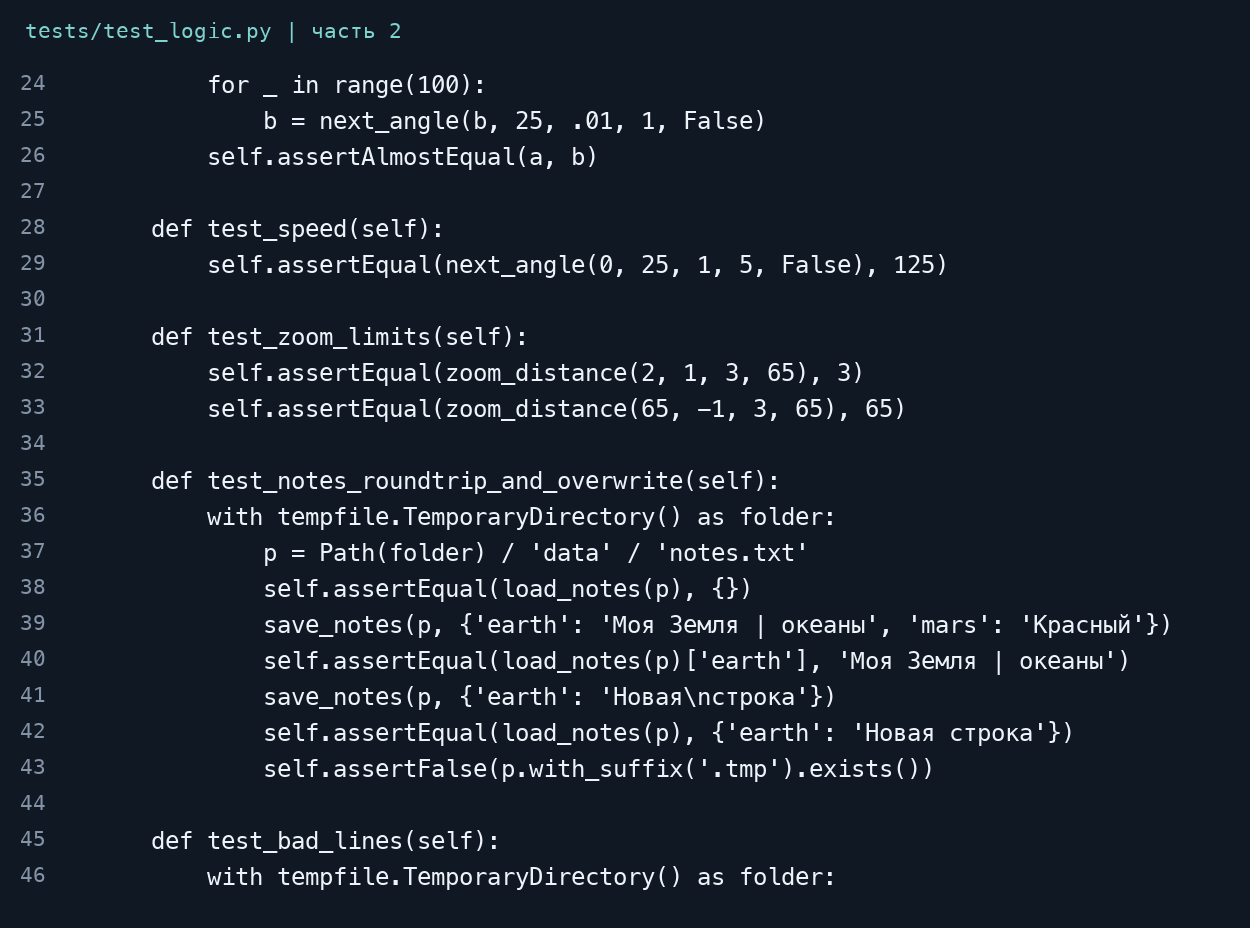 tests/test_logic.py | часть 2
24 for _ in range(100):
25 b = next_angle(b, 25, .01, 1, False)
26 self.assertAlmostEqual(a, b)
27
28 def test_speed(self):
29 self.assertEqual(next_angle(0, 25, 1, 5, False), 125)
30
31 def test_zoom_limits(self):
32 self.assertEqual(zoom_distance(2, 1, 3, 65), 3)
33 self.assertEqual(zoom_distance(65, −1, 3, 65), 65)
34
35 def test_notes_roundtrip_and_overwrite(self):
36 with tempfile.TemporaryDirectory() as folder:
37 p = Path(folder) / 'data' / 'notes.txt'
38 self.assertEqual(load_notes(p), {})
39 save_notes(p, {'earth': 'Моя Земля | океаны', 'mars': 'Красный'})
40 self.assertEqual(load_notes(p)['earth'], 'Моя Земля | океаны')
41 save_notes(p, {'earth': 'Новая\nстрока'})
42 self.assertEqual(load_notes(p), {'earth': 'Новая строка'})
43 self.assertFalse(p.with_suffix('.tmp').exists())
44
45 def test_bad_lines(self):
46 with tempfile.TemporaryDirectory() as folder: